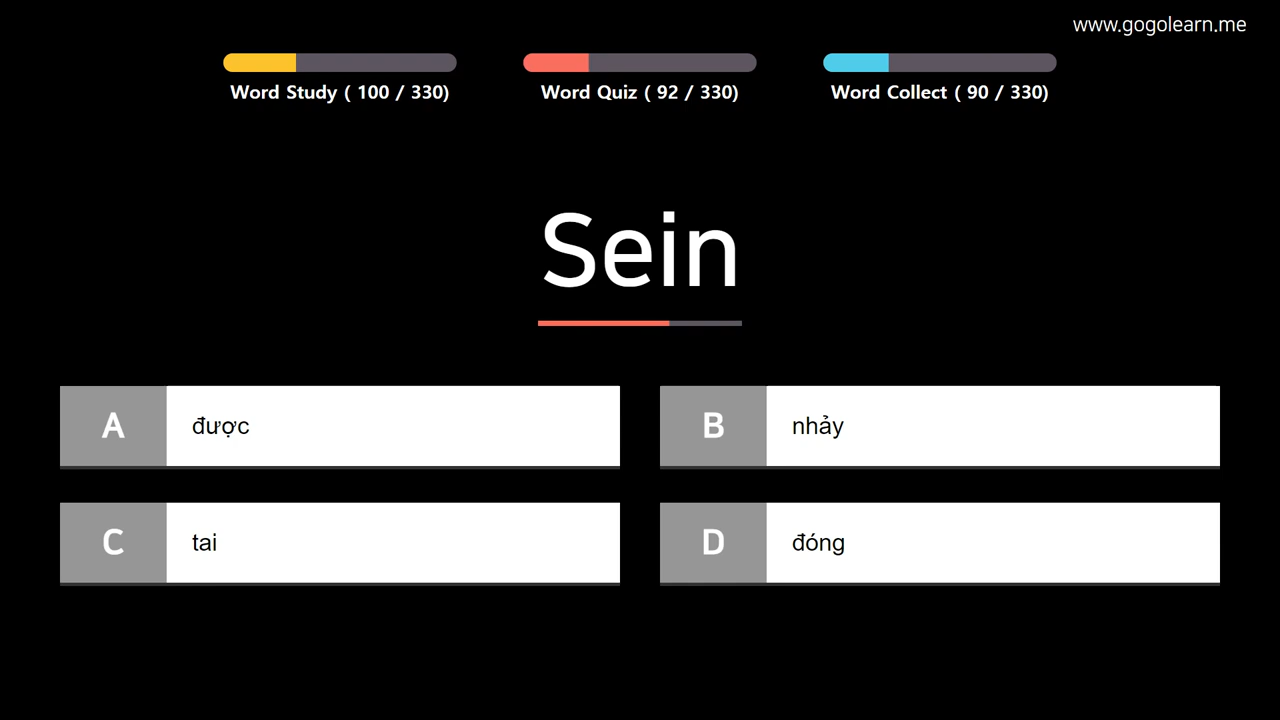 www.gogolearn.me
Word Study ( 100 / 330)
Word Quiz ( 92 / 330)
Word Collect ( 90 / 330)
Sein
A được
B nhảy
C tai
D đóng